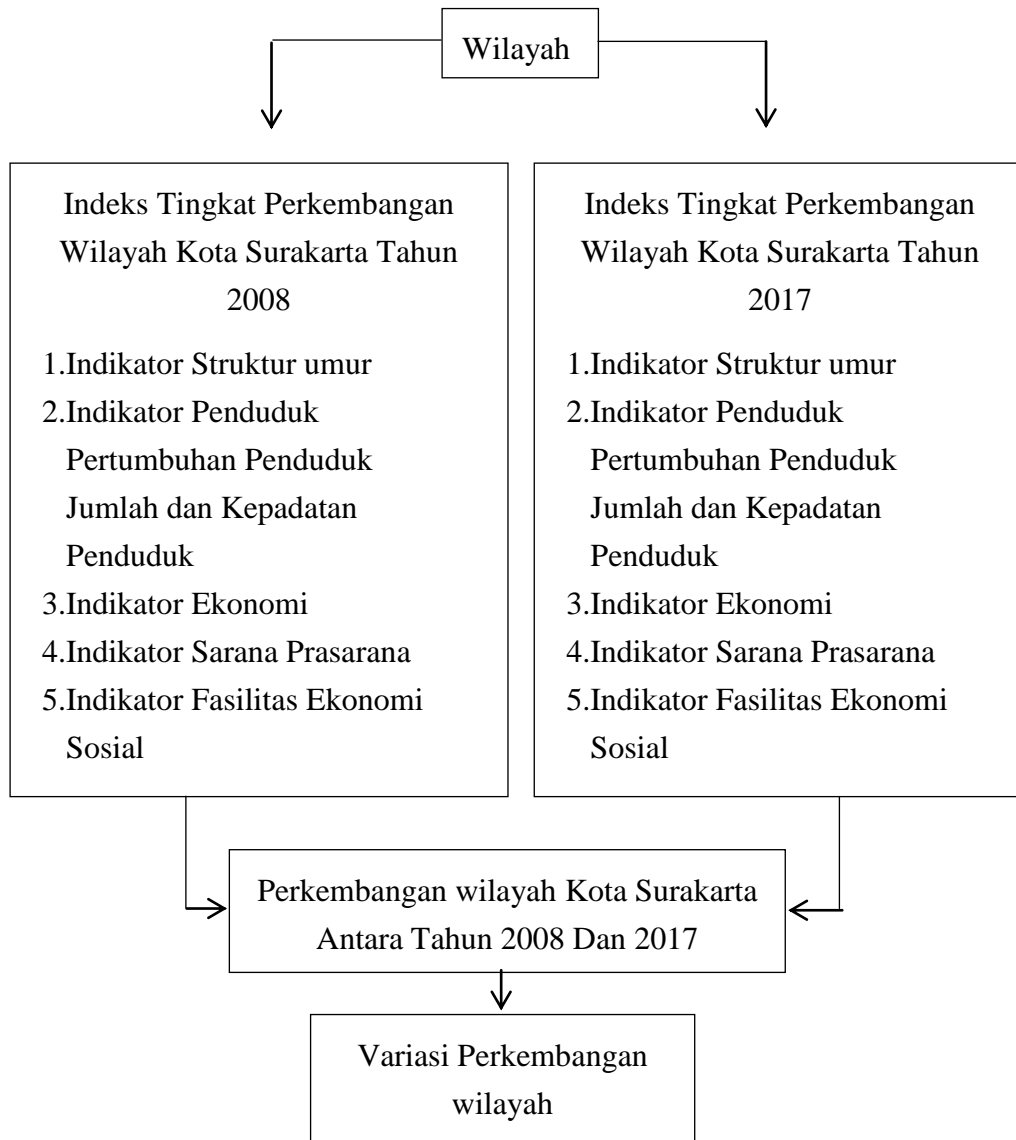 Wilayah
Indeks Tingkat Perkembangan
Wilayah Kota Surakarta Tahun
2008
1.Indikator Struktur umur
2.Indikator Penduduk
Pertumbuhan Penduduk
Jumlah dan Kepadatan
Penduduk
3.Indikator Ekonomi
4.Indikator Sarana Prasarana
5.Indikator Fasilitas Ekonomi
Sosial
Indeks Tingkat Perkembangan
Wilayah Kota Surakarta Tahun
2017
1.Indikator Struktur umur
2.Indikator Penduduk
Pertumbuhan Penduduk
Jumlah dan Kepadatan
Penduduk
3.Indikator Ekonomi
4.Indikator Sarana Prasarana
5.Indikator Fasilitas Ekonomi
Sosial
Perkembangan wilayah Kota Surakarta
Antara Tahun 2008 Dan 2017
Variasi Perkembangan
wilayah